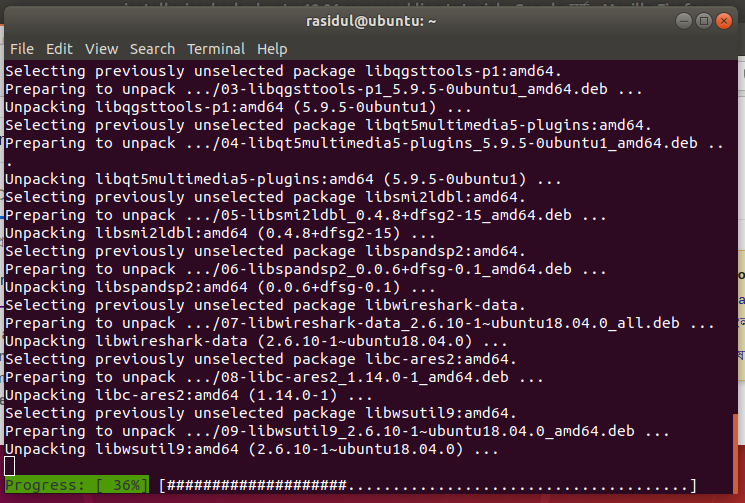 rasidul@ubuntu: ~
File Edit View Search Terminal Help
Selecting previously unselected package libqgsttools-p1:amd64.
Preparing to unpack .../03-libqgsttools-p1_5.9.5-0ubuntu1_amd64.deb ...
Unpacking libqgsttools-p1:amd64 (5.9.5-0ubuntu1) ...
Selecting previously unselected package libqt5multimedia5-plugins:amd64.
Preparing to unpack .../04-libqt5multimedia5-plugins_5.9.5-0ubuntu1_amd64.deb ..
.
Unpacking libqt5multimedia5-plugins:amd64 (5.9.5-0ubuntu1) ...
Selecting previously unselected package libsmi2ldbl:amd64.
Preparing to unpack .../05-libsmi2ldbl_0.4.8+dfsg2-15_amd64.deb ...
Unpacking libsmi2ldbl:amd64 (0.4.8+dfsg2-15) ...
Selecting previously unselected package libspandsp2:amd64.
Preparing to unpack .../06-libspandsp2_0.0.6+dfsg-0.1_amd64.deb ...
Unpacking libspandsp2:amd64 (0.0.6+dfsg-0.1) ...
Selecting previously unselected package libwireshark-data.
Preparing to unpack .../07-libwireshark-data_2.6.10-1~ubuntu18.04.0_all.deb ...
Unpacking libwireshark-data (2.6.10-1~ubuntu18.04.0) ...
Selecting previously unselected package libc-ares2:amd64.
Preparing to unpack .../08-libc-ares2_1.14.0-1_amd64.deb ...
Unpacking libc-ares2:amd64 (1.14.0-1) ...
Selecting previously unselected package libwsutil9:amd64.
Preparing to unpack .../09-libwsutil9_2.6.10-1~ubuntu18.04.0_amd64.deb ...
Unpacking libwsutil9:amd64 (2.6.10-1~ubuntu18.04.0) ...
Progress: [ 36%] [####################......................................]